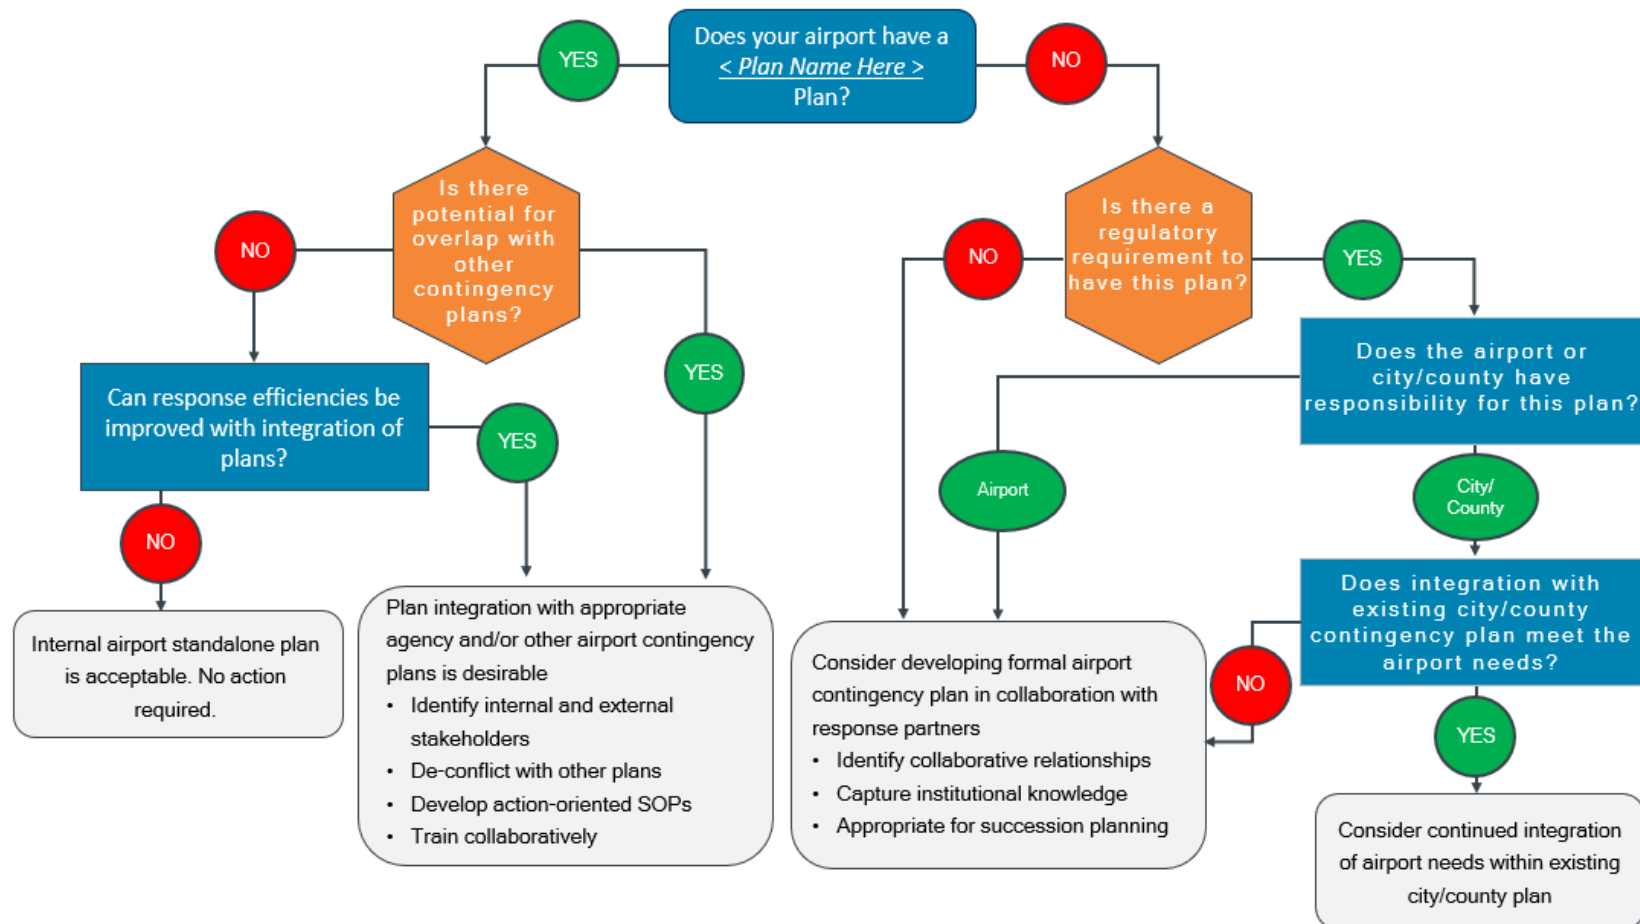 Does your airport have a
< Plan Name Here >
Plan?
YES
NO
Is there
potential for
overlap with
other
contingency
plans?
Is there a
regulatory
requirement to
have this plan?
NO
YES
NO
YES
Can response efficiencies be
improved with integration of
plans?
YES
NO
Does the airport or
city/county have
responsibility for this plan?
Airport
City/
County
Does integration with
existing city/county
contingency plan meet the
airport needs?
NO
YES
Internal airport standalone plan
is acceptable. No action
required.
Plan integration with appropriate
agency and/or other airport contingency
plans is desirable
• Identify internal and external
stakeholders
• De-conflict with other plans
• Develop action-oriented SOPs
• Train collaboratively
Consider developing formal airport
contingency plan in collaboration with
response partners
• Identify collaborative relationships
• Capture institutional knowledge
• Appropriate for succession planning
Consider continued integration
of airport needs within existing
city/county plan